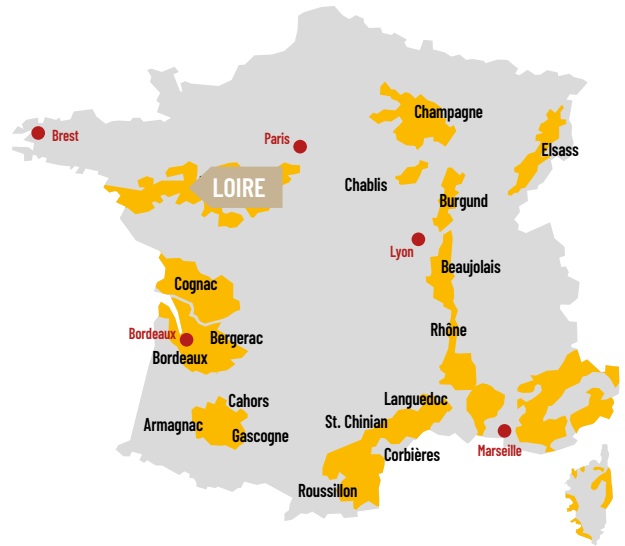 Champagne
Brest
Paris
Elsass
Chablis
LOIRE
Burgund
Lyon
Beaujolais
Cognac
Rhône
Bordeaux
Bergerac
Bordeaux
Languedoc
Cahors
St. Chinian
Armagnac
Gascogne
Corbières
Marseille
Roussillon